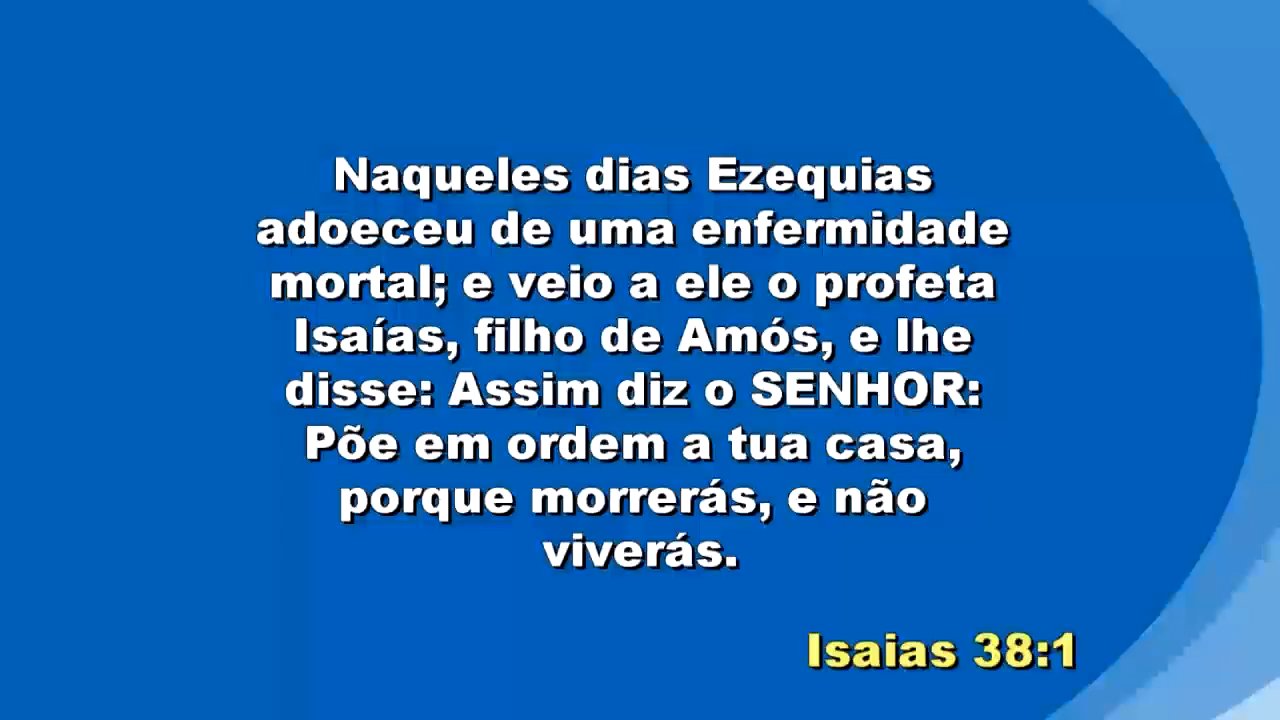 Naqueles dias Ezequias
adoeceu de uma enfermidade
mortal; e veio a ele o profeta
Isaías, filho de Amós, e lhe
disse: Assim diz o SENHOR:
Põe em ordem a tua casa,
porque morrerás, e não
viverás.
Isaias 38:1